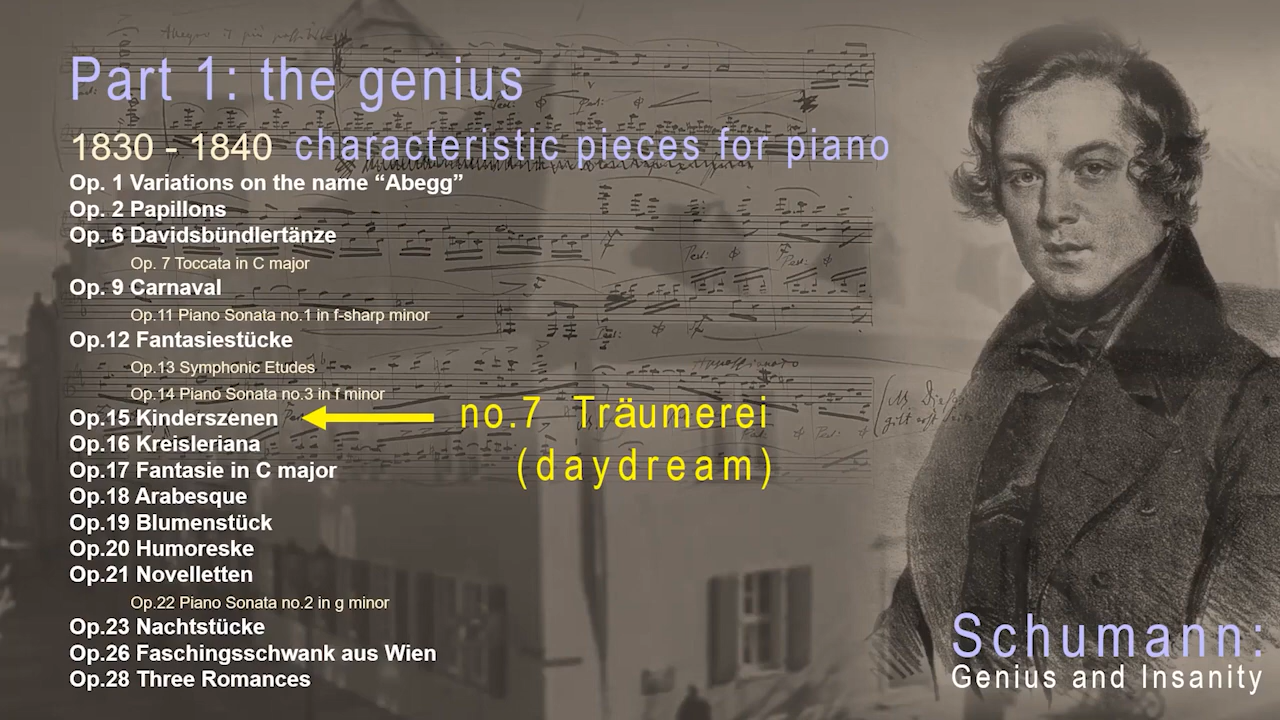 Part 1: the genius
1830 - 1840 characteristic pieces for piano
Op. 1 Variations on the name “Abegg”
Op. 2 Papillons
Op. 6 Davidsbündlertänze
Op. 7 Toccata in C major
Op. 9 Carnaval
Op.11 Piano Sonata no.1 in f-sharp minor
Op.12 Fantasiestücke
Op.13 Symphonic Etudes
Op.14 Piano Sonata no.3 in f minor
Op.15 Kinderszenen
no.7 Träumerei
(daydream)
Op.16 Kreisleriana
Op.17 Fantasie in C major
Op.18 Arabesque
Op.19 Blumenstück
Op.20 Humoreske
Op.21 Novelletten
Op.22 Piano Sonata no.2 in g minor
Op.23 Nachtstücke
Op.26 Faschingsschwank aus Wien
Op.28 Three Romances
Schumann:
Genius and Insanity